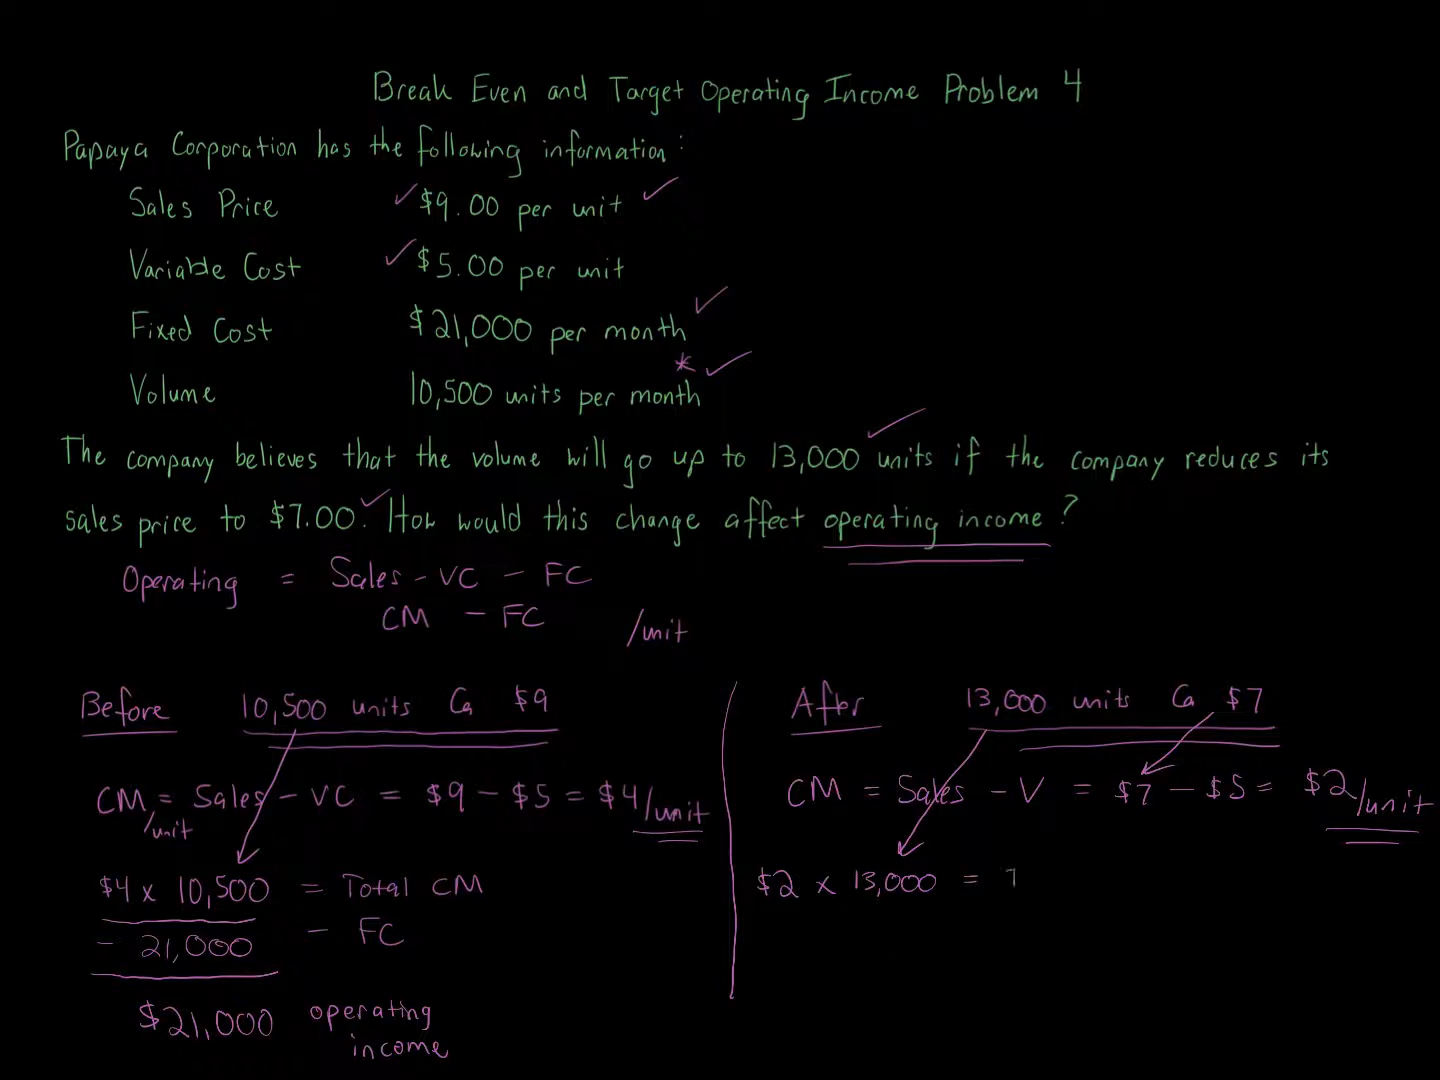 Break Even and Target Operating Income Problem 4
Papaya Corporation has the following information:
Sales Price $9.00 per unit
Variable Cost $5.00 per unit
Fixed Cost $21,000 per month
Volume 10,500 units per month *
The company believes that the volume will go up to 13,000 units if the company reduces its
sales price to $7.00. How would this change affect operating income?
Operating = Sales - VC - FC
CM - FC
/unit
Before 10,500 units @ $9
CM/unit = Sales - VC = $9 - $5 = $4/unit
$4 x 10,500 = Total CM
- 21,000 - FC
$21,000 operating
income
After 13,000 units @ $7
CM = Sales - V = $7 - $5 = $2/unit
$2 x 13,000 =